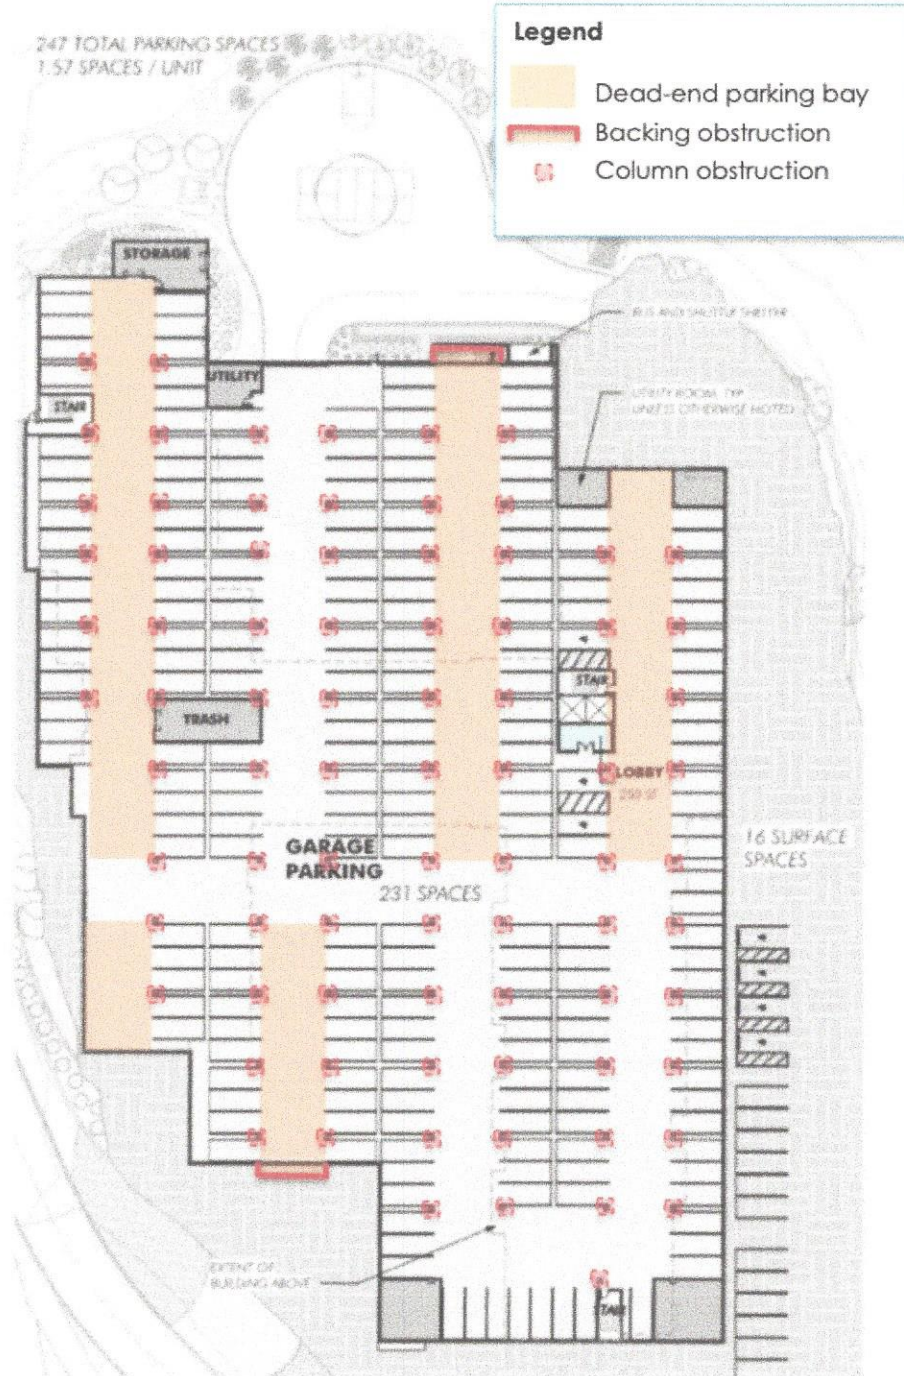 247 TOTAL PARKING SPACES
1.57 SPACES / UNIT
Legend
Dead-end parking bay
Backing obstruction
Column obstruction
STORAGE
BUS AND SHUTTLE SHELTER
UTILITY
STAIR
UTILITY ROOM, TYP
UNLESS OTHERWISE NOTED
STAIR
TRASH
LOBBY
GARAGE
PARKING
231 SPACES
16 SURFACE
SPACES
EXTENT OF
BUILDING ABOVE
STAIR